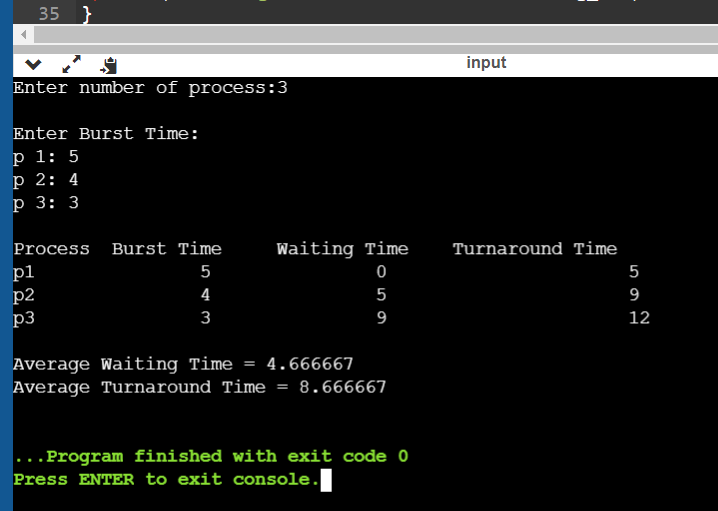 35 }
input
Enter number of process:3
Enter Burst Time:
p 1: 5
p 2: 4
p 3: 3
Process Burst Time Waiting Time Turnaround Time
p1 5 0 5
p2 4 5 9
p3 3 9 12
Average Waiting Time = 4.666667
Average Turnaround Time = 8.666667
...Program finished with exit code 0
Press ENTER to exit console.